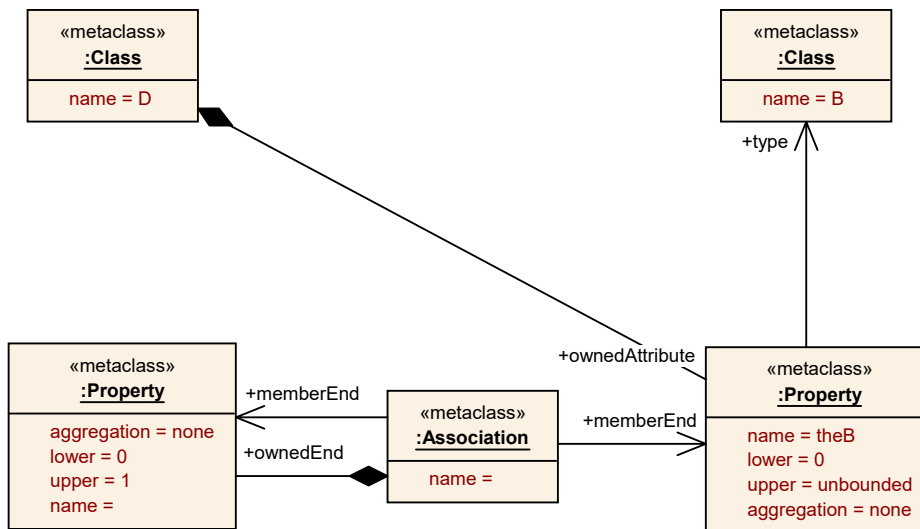 «metaclass»
:Class
name = D
«metaclass»
:Class
name = B
+type
+ownedAttribute
«metaclass»
:Property
aggregation = none
lower = 0
upper = 1
name =
+memberEnd
+ownedEnd
«metaclass»
:Association
name =
+memberEnd
«metaclass»
:Property
name = theB
lower = 0
upper = unbounded
aggregation = none